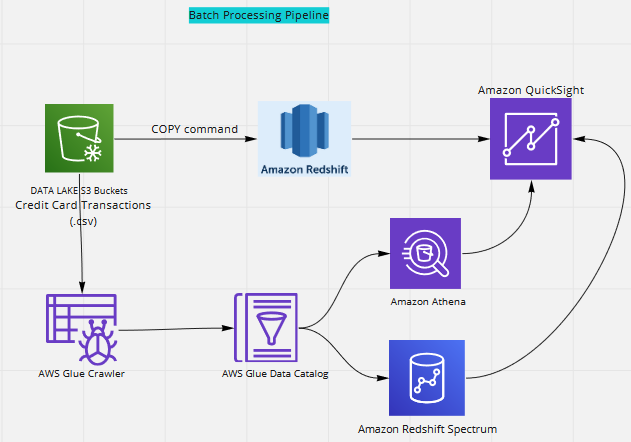 Batch Processing Pipeline
Amazon QuickSight
COPY command
Amazon Redshift
DATA LAKE S3 Buckets
Credit Card Transactions
(.csv)
Amazon Athena
AWS Glue Crawler
AWS Glue Data Catalog
Amazon Redshift Spectrum